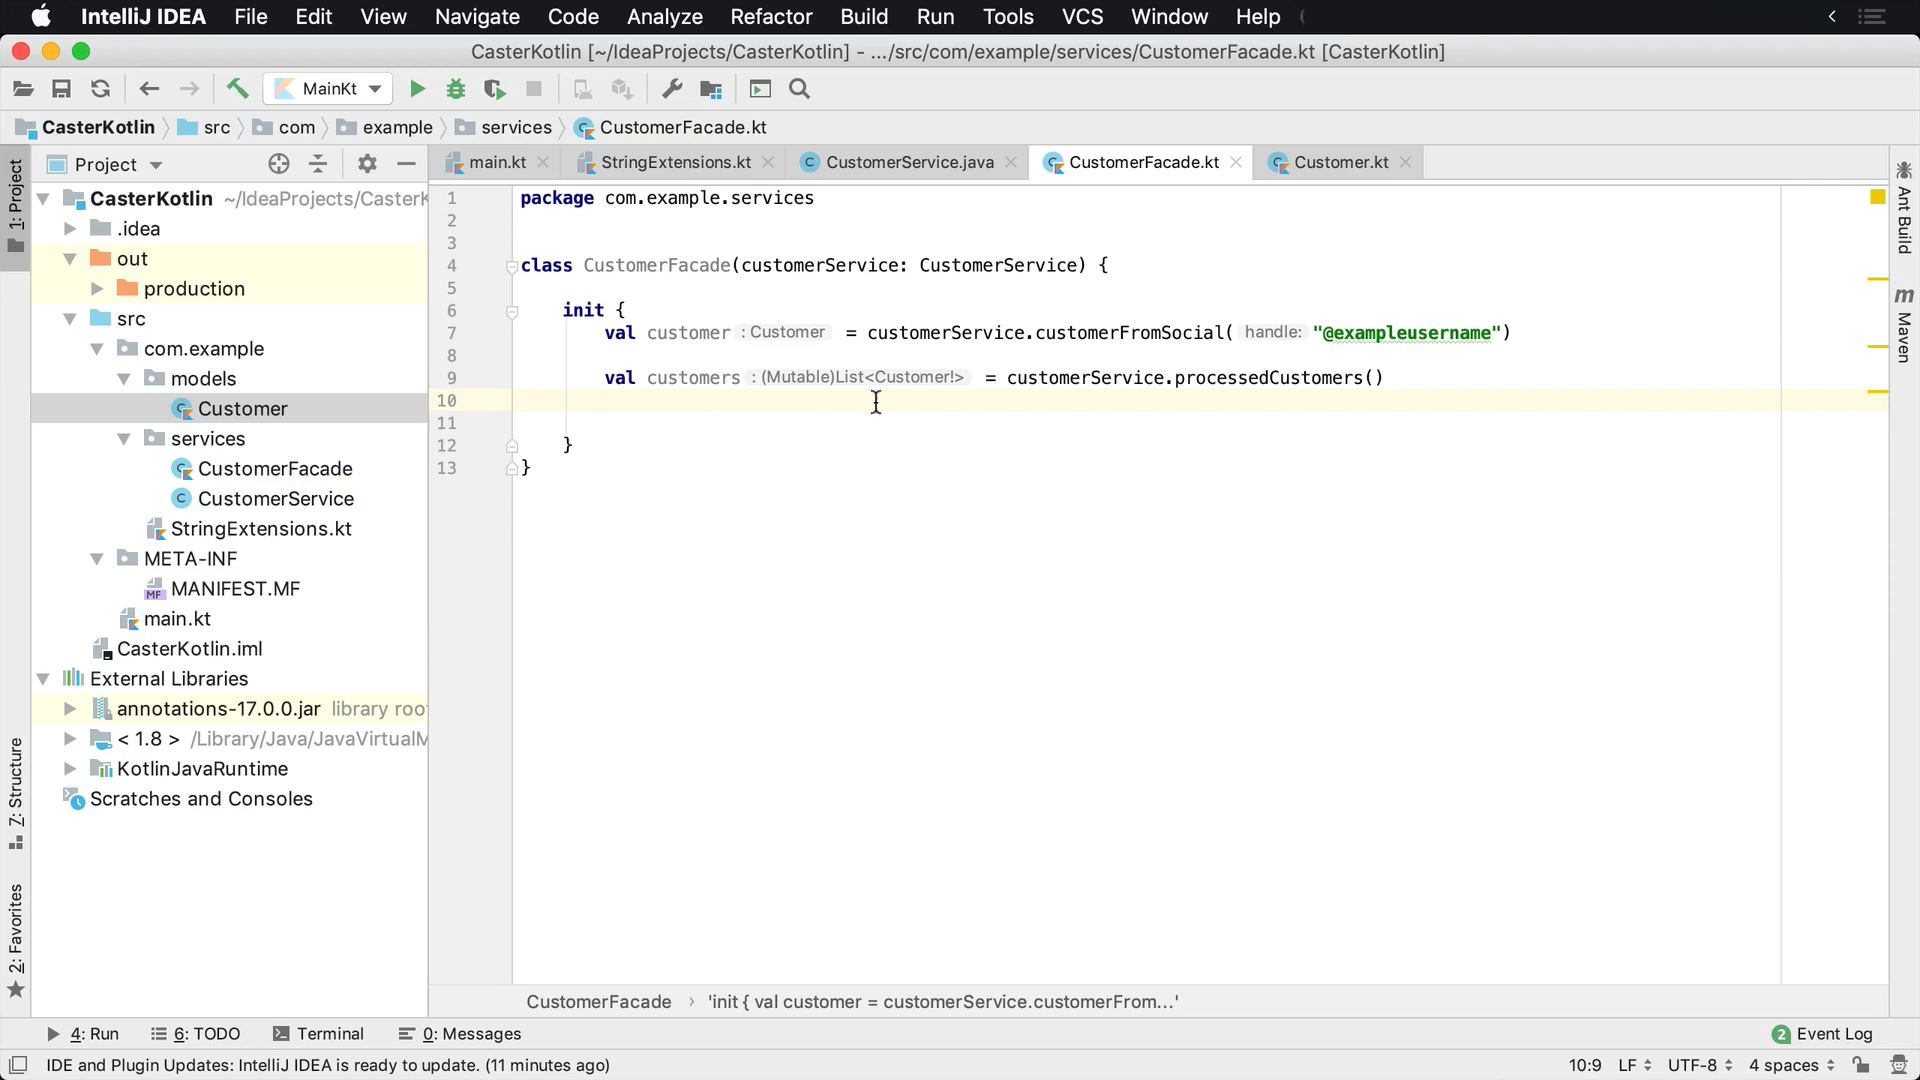 IntelliJ IDEA File Edit View Navigate Code Analyze Refactor Build Run Tools VCS Window Help
CasterKotlin [~/IdeaProjects/CasterKotlin] - .../src/com/example/services/CustomerFacade.kt [CasterKotlin]
MainKt
CasterKotlin src com example services CustomerFacade.kt
Project
main.kt StringExtensions.kt CustomerService.java CustomerFacade.kt Customer.kt
1: Project
Z: Structure
2: Favorites
CasterKotlin ~/IdeaProjects/CasterK
.idea
out
production
src
com.example
models
Customer
services
CustomerFacade
CustomerService
StringExtensions.kt
META-INF
MF MANIFEST.MF
main.kt
CasterKotlin.iml
External Libraries
annotations-17.0.0.jar library roo
< 1.8 > /Library/Java/JavaVirtualM
KotlinJavaRuntime
Scratches and Consoles
1 package com.example.services
2
3
4 class CustomerFacade(customerService: CustomerService) {
5
6 init {
7 val customer : Customer = customerService.customerFromSocial( handle: "@exampleusername")
8
9 val customers : (Mutable)List<Customer!> = customerService.processedCustomers()
10
11
12 }
13 }
Ant Build
m Maven
CustomerFacade › 'init { val customer = customerService.customerFrom...'
4: Run 6: TODO Terminal 0: Messages 2 Event Log
IDE and Plugin Updates: IntelliJ IDEA is ready to update. (11 minutes ago) 10:9 LF UTF-8 4 spaces